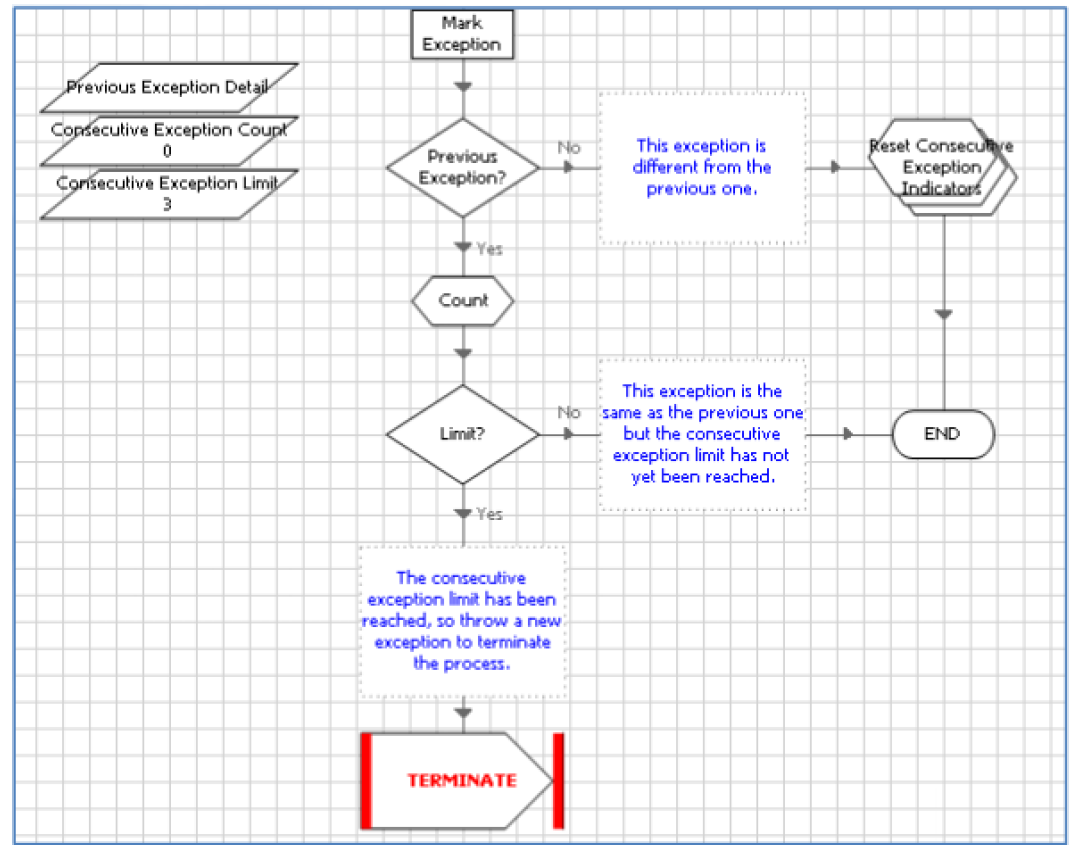 Mark
Exception
Previous Exception Detail
Consecutive Exception Count
0
Consecutive Exception Limit
3
Previous
Exception?
No
This exception is
different from the
previous one.
Reset Consecutive
Exception
Indicators
Yes
Count
Limit?
No
This exception is the
same as the previous one
but the consecutive
exception limit has not
yet been reached.
END
Yes
The consecutive
exception limit has been
reached, so throw a new
exception to terminate
the process.
TERMINATE